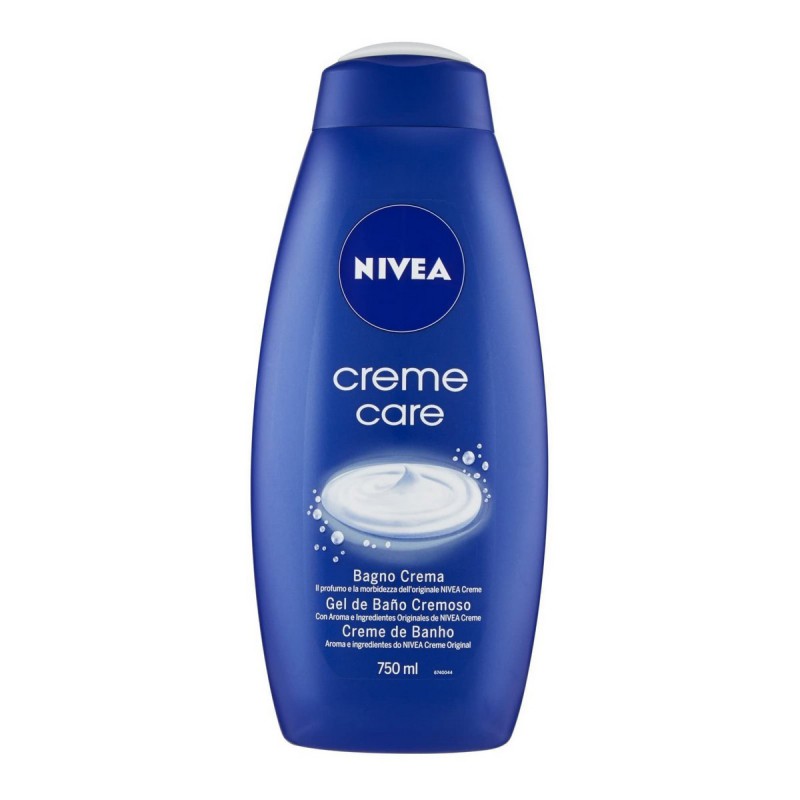 NIVEA
creme
care
Bagno Crema
Il profumo e la morbidezza dell'originale NIVEA Creme
Gel de Baño Cremoso
Con Aroma e Ingredientes Originales de NIVEA Creme
Creme de Banho
Aroma e ingredientes do NIVEA Creme Original
750 ml
6740044